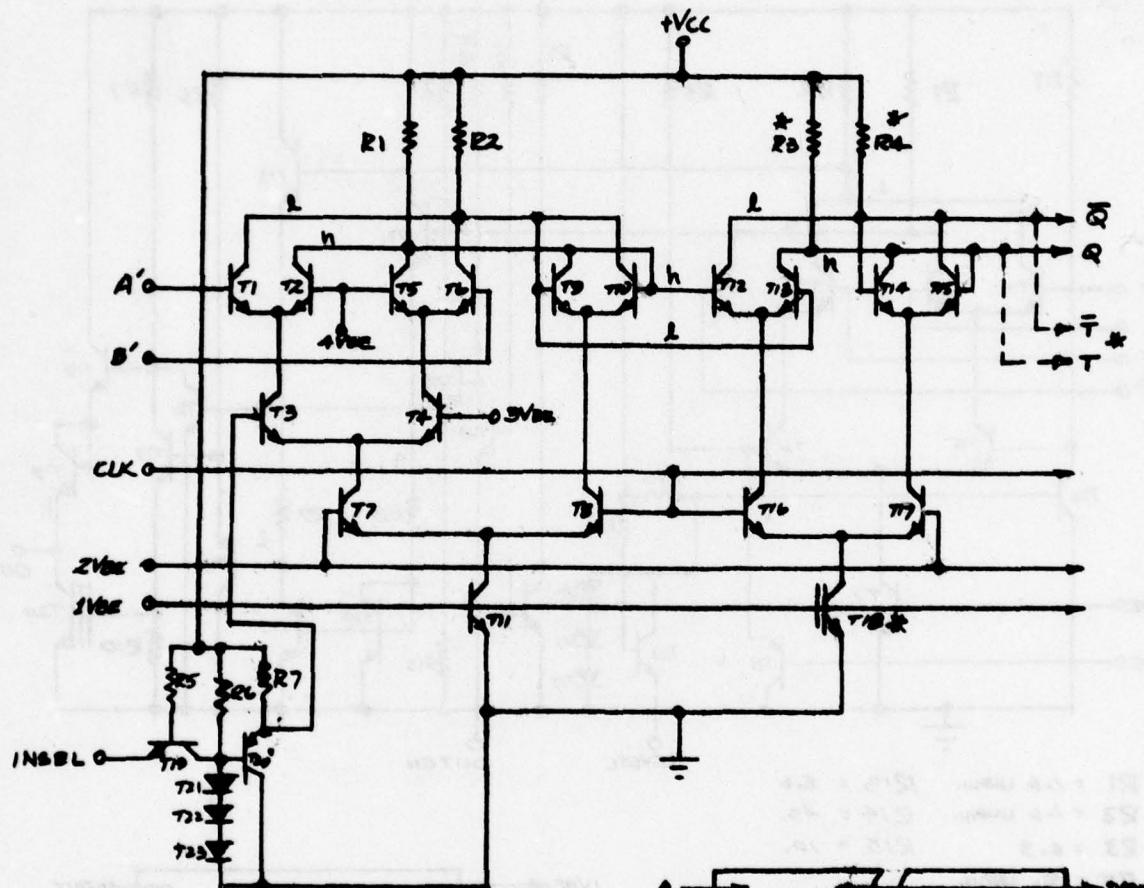 +VCC
R1
R2
* R3
R4 *
l
n
l
n
Q̅
Q
A'
T1
T2
T5
T6
T9
T10
h
T12
T13
T14
T15
4VBE
l
T̅ *
T
B'
T3
T4
3VBE
CLK
T7
T8
T16
T17
2VBE
1VBE
T11
T18*
R5
R6
R7
INSEL
T19
T20
T21
T22
T23